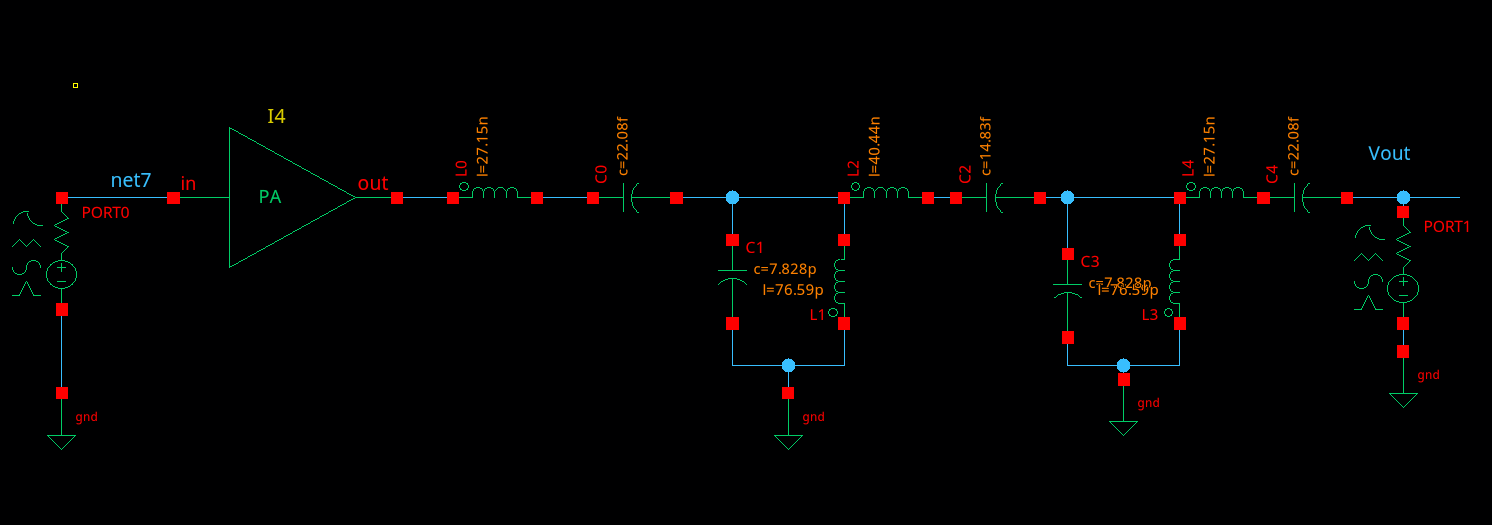 I4
net7
in
PA
out
PORT0
gnd
L0
l=27.15n
C0
c=22.08f
C1
c=7.828p
l=76.59p
L1
gnd
L2
l=40.44n
C2
c=14.83f
C3
c=7.828p
l=76.59p
L3
gnd
L4
l=27.15n
C4
c=22.08f
Vout
PORT1
gnd